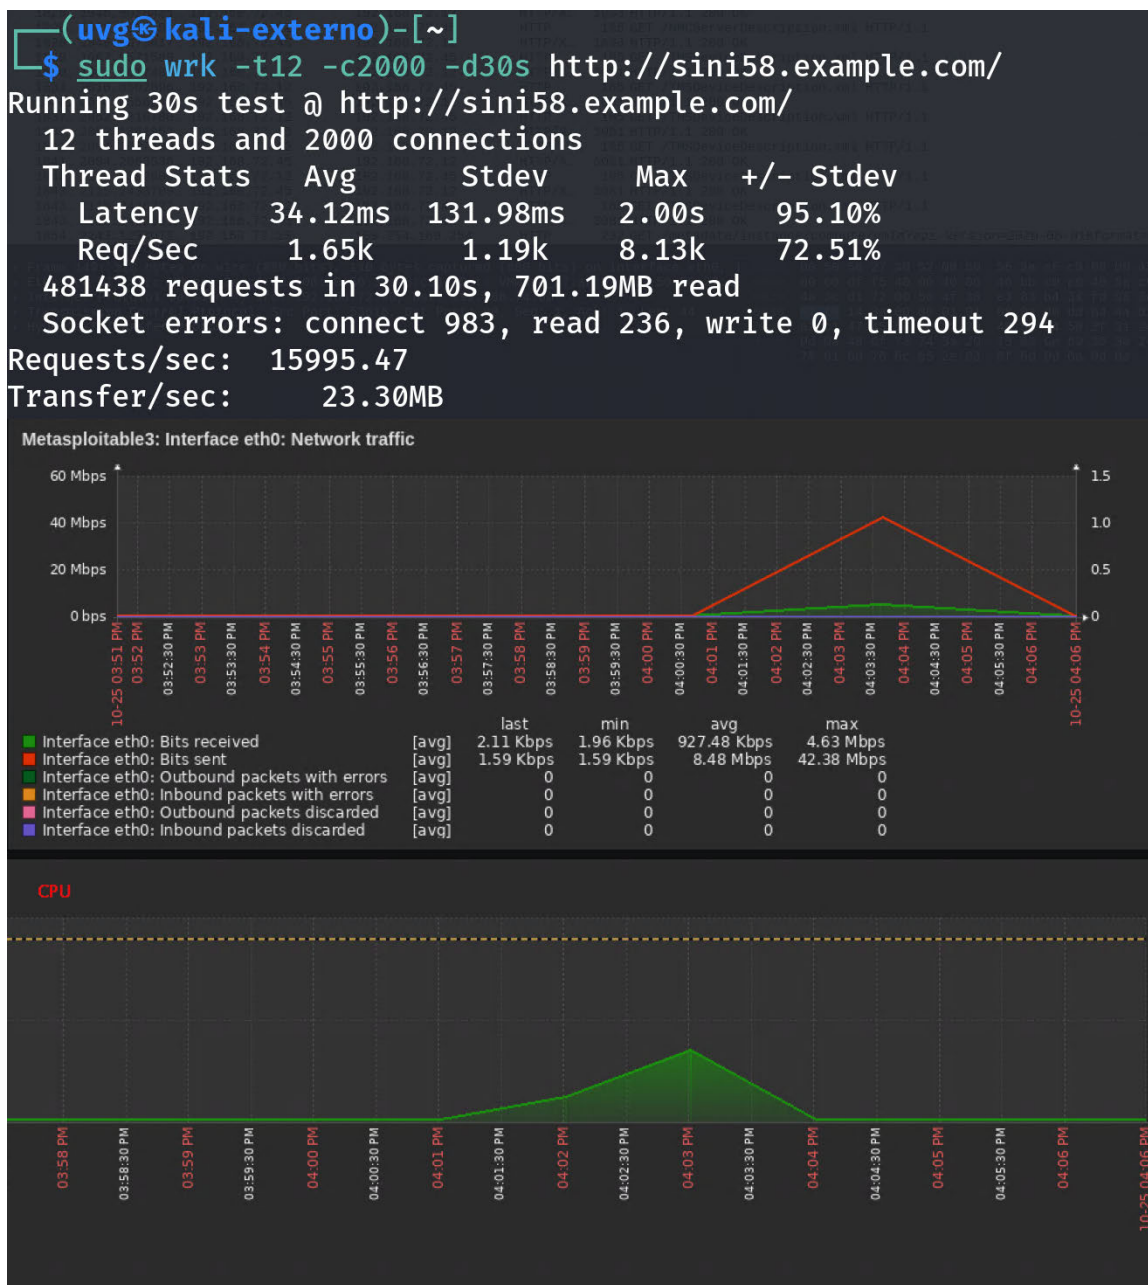 (uvg㉿kali-externo)-[~]
$ sudo wrk -t12 -c2000 -d30s http://sini58.example.com/
Running 30s test @ http://sini58.example.com/
12 threads and 2000 connections
Thread Stats Avg Stdev Max +/- Stdev
Latency 34.12ms 131.98ms 2.00s 95.10%
Req/Sec 1.65k 1.19k 8.13k 72.51%
481438 requests in 30.10s, 701.19MB read
Socket errors: connect 983, read 236, write 0, timeout 294
Requests/sec: 15995.47
Transfer/sec: 23.30MB
Metasploitable3: Interface eth0: Network traffic
60 Mbps 1.5
40 Mbps 1.0
20 Mbps 0.5
0 bps 0
10-25 03:51 PM
03:52 PM
03:52:30 PM
03:53 PM
03:53:30 PM
03:54 PM
03:54:30 PM
03:55 PM
03:55:30 PM
03:56 PM
03:56:30 PM
03:57 PM
03:57:30 PM
03:58 PM
03:58:30 PM
03:59 PM
03:59:30 PM
04:00 PM
04:00:30 PM
04:01 PM
04:01:30 PM
04:02 PM
04:02:30 PM
04:03 PM
04:03:30 PM
04:04 PM
04:04:30 PM
04:05 PM
04:05:30 PM
04:06 PM
10-25 04:06 PM
last min avg max
Interface eth0: Bits received [avg] 2.11 Kbps 1.96 Kbps 927.48 Kbps 4.63 Mbps
Interface eth0: Bits sent [avg] 1.59 Kbps 1.59 Kbps 8.48 Mbps 42.38 Mbps
Interface eth0: Outbound packets with errors [avg] 0 0 0 0
Interface eth0: Inbound packets with errors [avg] 0 0 0 0
Interface eth0: Outbound packets discarded [avg] 0 0 0 0
Interface eth0: Inbound packets discarded [avg] 0 0 0 0
CPU
03:58 PM
03:58:30 PM
03:59 PM
03:59:30 PM
04:00 PM
04:00:30 PM
04:01 PM
04:01:30 PM
04:02 PM
04:02:30 PM
04:03 PM
04:03:30 PM
04:04 PM
04:04:30 PM
04:05 PM
04:05:30 PM
04:06 PM
10-25 04:06 PM